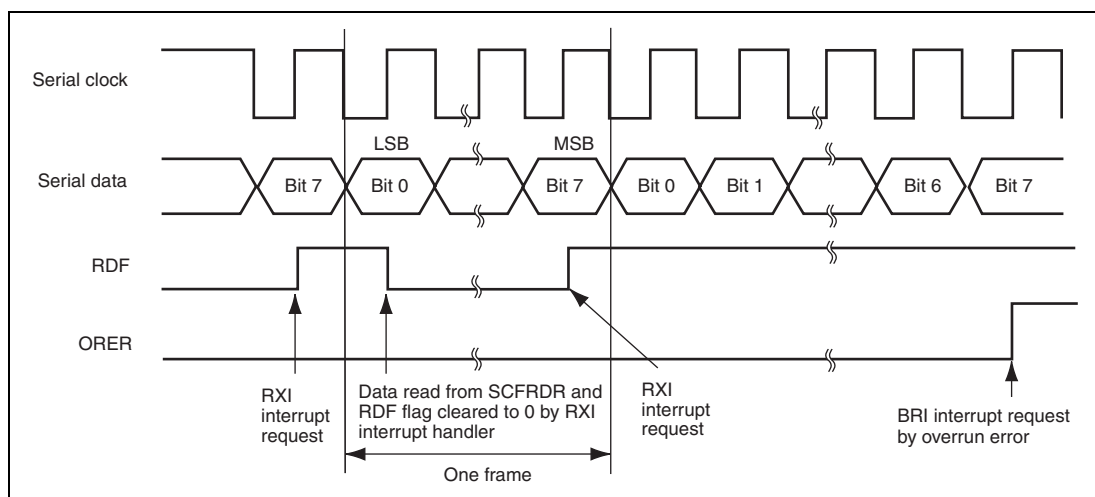 Serial clock
LSB
MSB
Serial data
Bit 7
Bit 0
Bit 7
Bit 0
Bit 1
Bit 6
Bit 7
RDF
ORER
RXI
interrupt
request
Data read from SCFRDR and
RDF flag cleared to 0 by RXI
interrupt handler
RXI
interrupt
request
BRI interrupt request
by overrun error
One frame